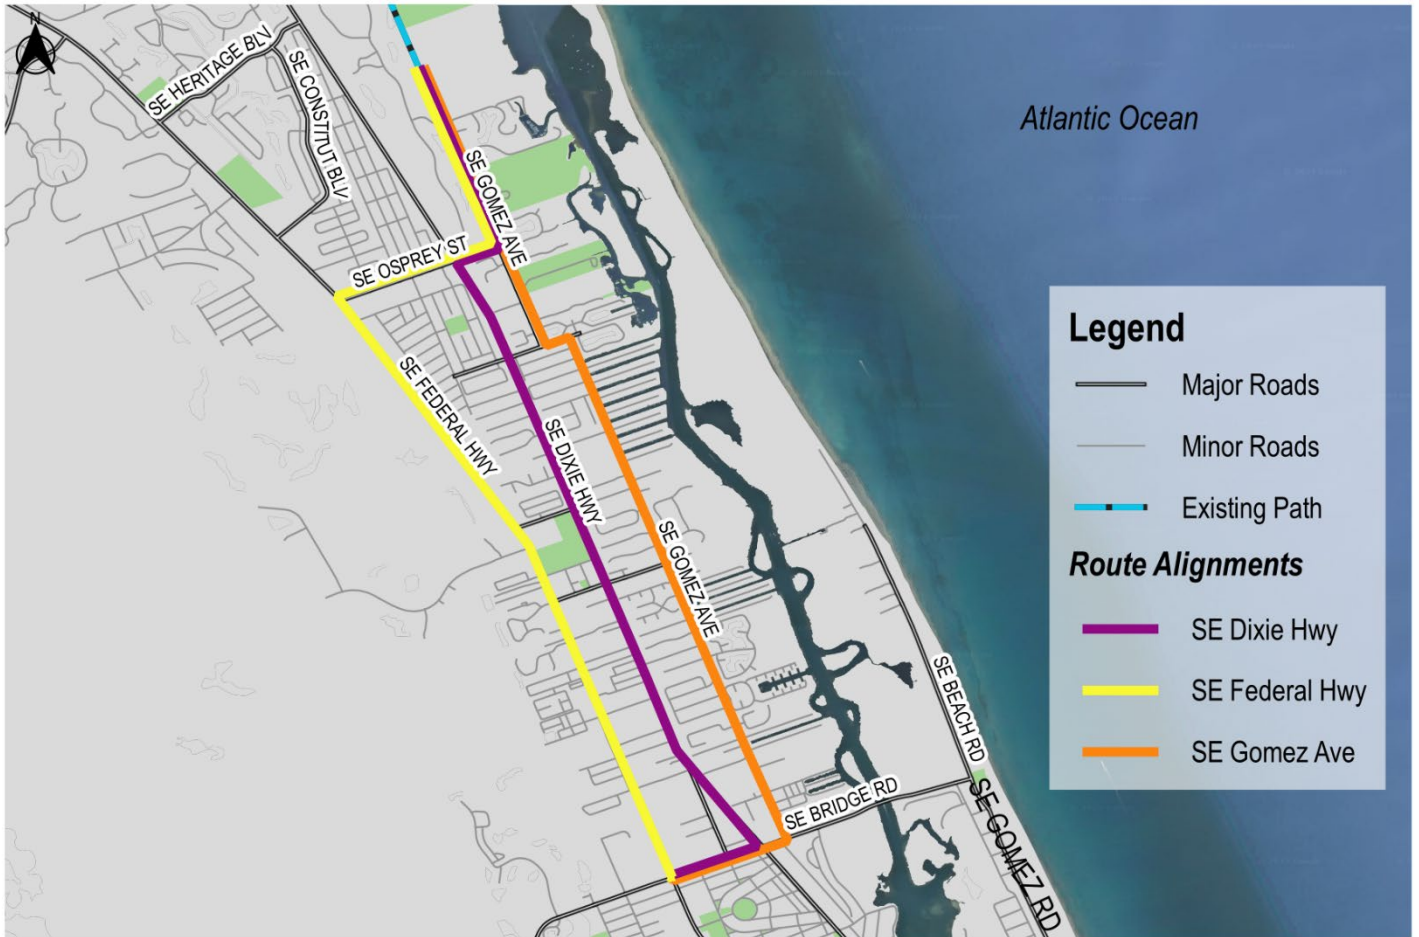 N
SE HERITAGE BLV
SE CONSTITUT BLV
Atlantic Ocean
SE GOMEZ AVE
SE OSPREY ST
SE FEDERAL HWY
SE DIXIE HWY
SE GOMEZ AVE
SE BEACH RD
SE BRIDGE RD
SE GOMEZ RD
Legend
Major Roads
Minor Roads
Existing Path
Route Alignments
SE Dixie Hwy
SE Federal Hwy
SE Gomez Ave